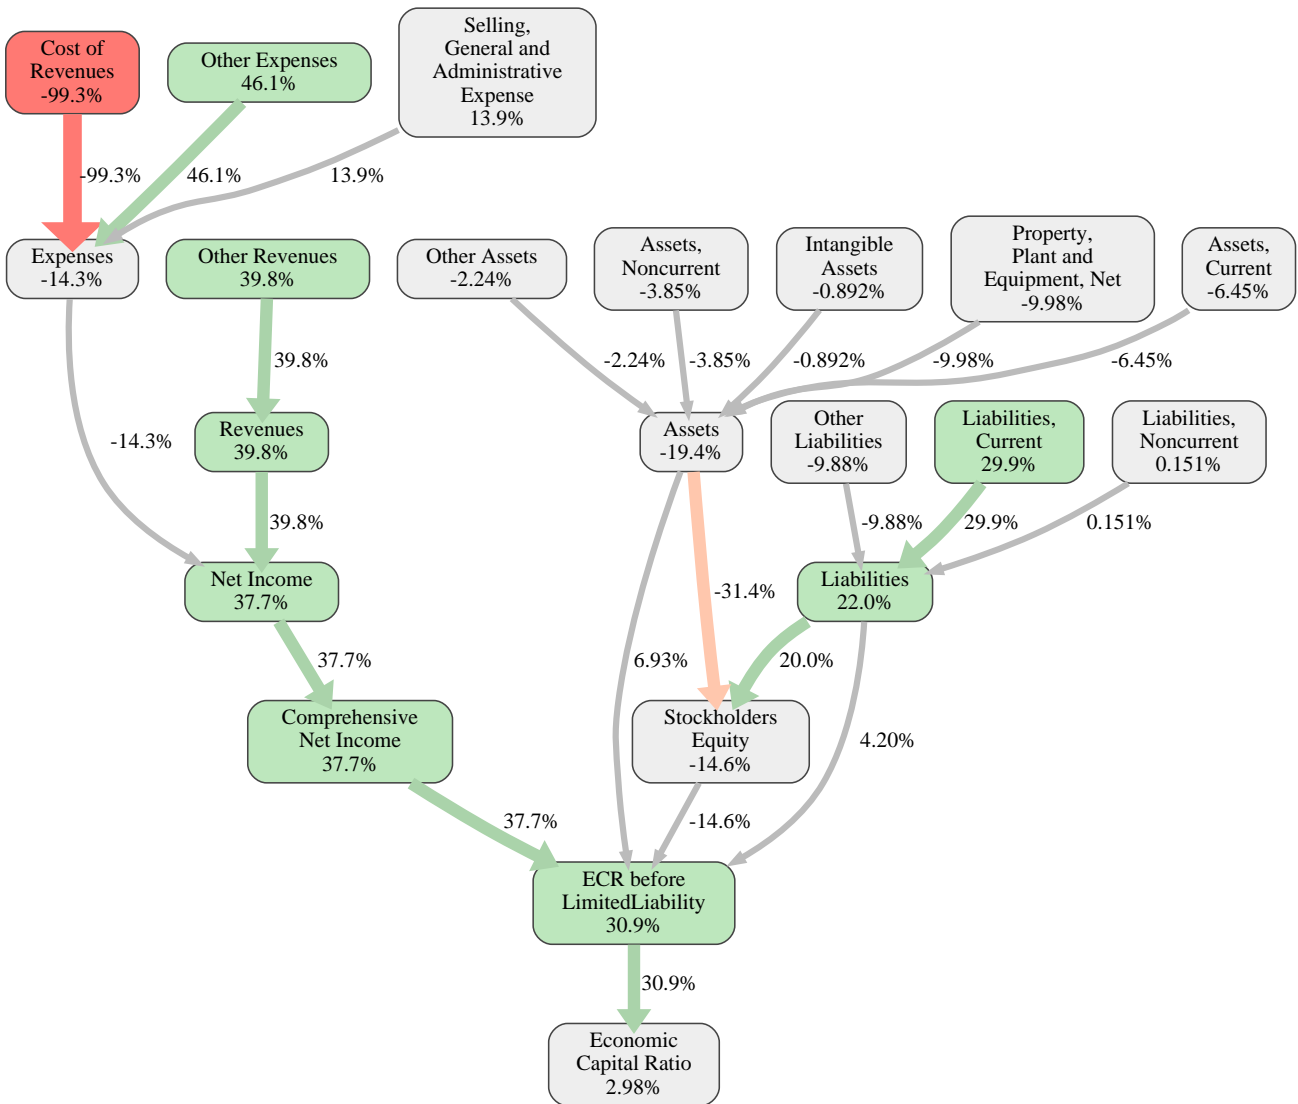 Cost of
Revenues
-99.3%
Other Expenses
46.1%
Selling,
General and
Administrative
Expense
13.9%
-99.3%
46.1%
13.9%
Expenses
-14.3%
Other Revenues
39.8%
Other Assets
-2.24%
Assets,
Noncurrent
-3.85%
Intangible
Assets
-0.892%
Property,
Plant and
Equipment, Net
-9.98%
Assets,
Current
-6.45%
39.8%
-2.24%
-3.85%
-0.892%
-9.98%
-6.45%
-14.3%
Revenues
39.8%
Assets
-19.4%
Other
Liabilities
-9.88%
Liabilities,
Current
29.9%
Liabilities,
Noncurrent
0.151%
39.8%
-9.88%
29.9%
0.151%
Net Income
37.7%
-31.4%
Liabilities
22.0%
37.7%
6.93%
20.0%
Comprehensive
Net Income
37.7%
Stockholders
Equity
-14.6%
4.20%
37.7%
-14.6%
ECR before
LimitedLiability
30.9%
30.9%
Economic
Capital Ratio
2.98%